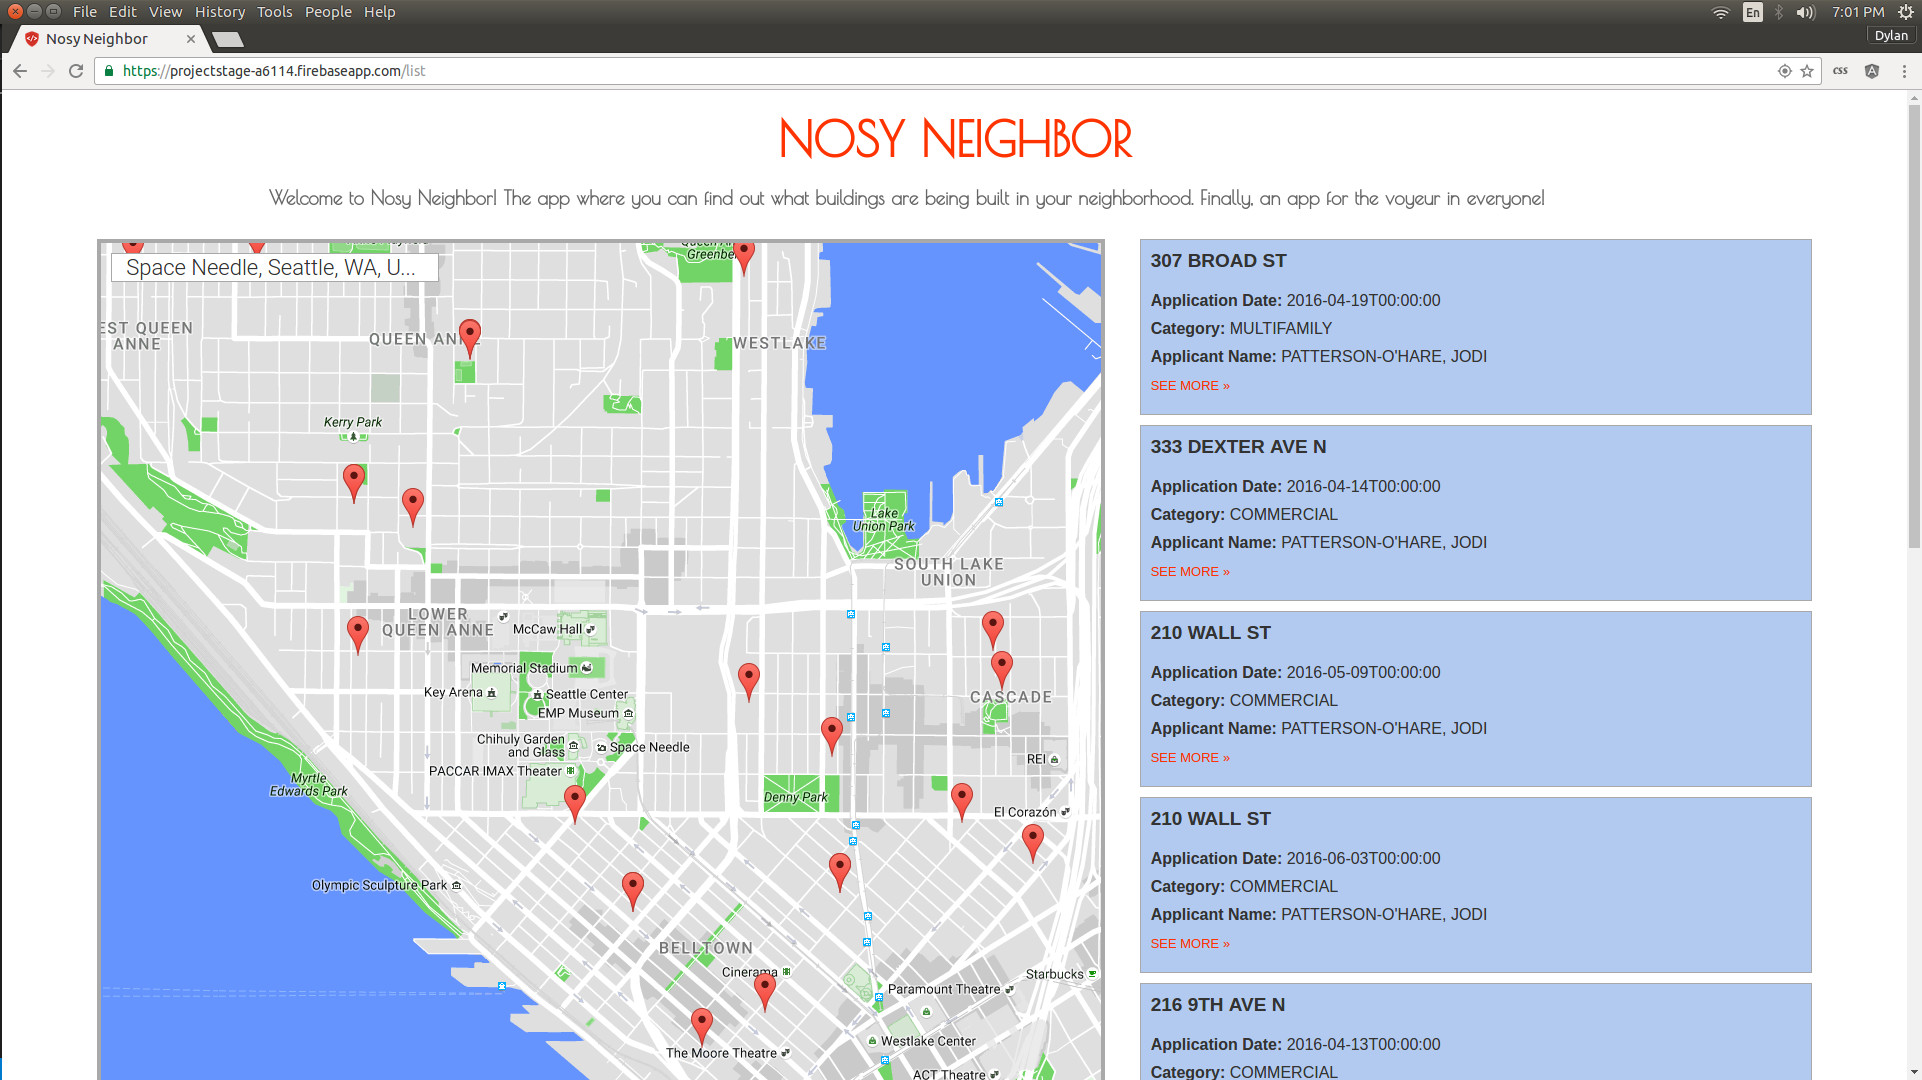 File Edit View History Tools People Help
En
7:01 PM
Nosy Neighbor
Dylan
https://projectstage-a6114.firebaseapp.com/list
css
NOSY NEIGHBOR
Welcome to Nosy Neighbor! The app where you can find out what buildings are being built in your neighborhood. Finally, an app for the voyeur in everyone!
Space Needle, Seattle, WA, U...
Greenbe
EST QUEEN
ANNE
QUEEN ANNE
WESTLAKE
Kerry Park
Lake
Union Park
SOUTH LAKE
UNION
LOWER
QUEEN ANNE
McCaw Hall
Memorial Stadium
Key Arena
Seattle Center
EMP Museum
CASCADE
Chihuly Garden
and Glass
Space Needle
PACCAR IMAX Theater
REI
Myrtle
Edwards Park
Denny Park
El Corazón
Olympic Sculpture Park
BELLTOWN
Cinerama
Starbucks
Paramount Theatre
The Moore Theatre
Westlake Center
ACT Theatre
307 BROAD ST
Application Date: 2016-04-19T00:00:00
Category: MULTIFAMILY
Applicant Name: PATTERSON-O'HARE, JODI
SEE MORE »
333 DEXTER AVE N
Application Date: 2016-04-14T00:00:00
Category: COMMERCIAL
Applicant Name: PATTERSON-O'HARE, JODI
SEE MORE »
210 WALL ST
Application Date: 2016-05-09T00:00:00
Category: COMMERCIAL
Applicant Name: PATTERSON-O'HARE, JODI
SEE MORE »
210 WALL ST
Application Date: 2016-06-03T00:00:00
Category: COMMERCIAL
Applicant Name: PATTERSON-O'HARE, JODI
SEE MORE »
216 9TH AVE N
Application Date: 2016-04-13T00:00:00
Category: COMMERCIAL